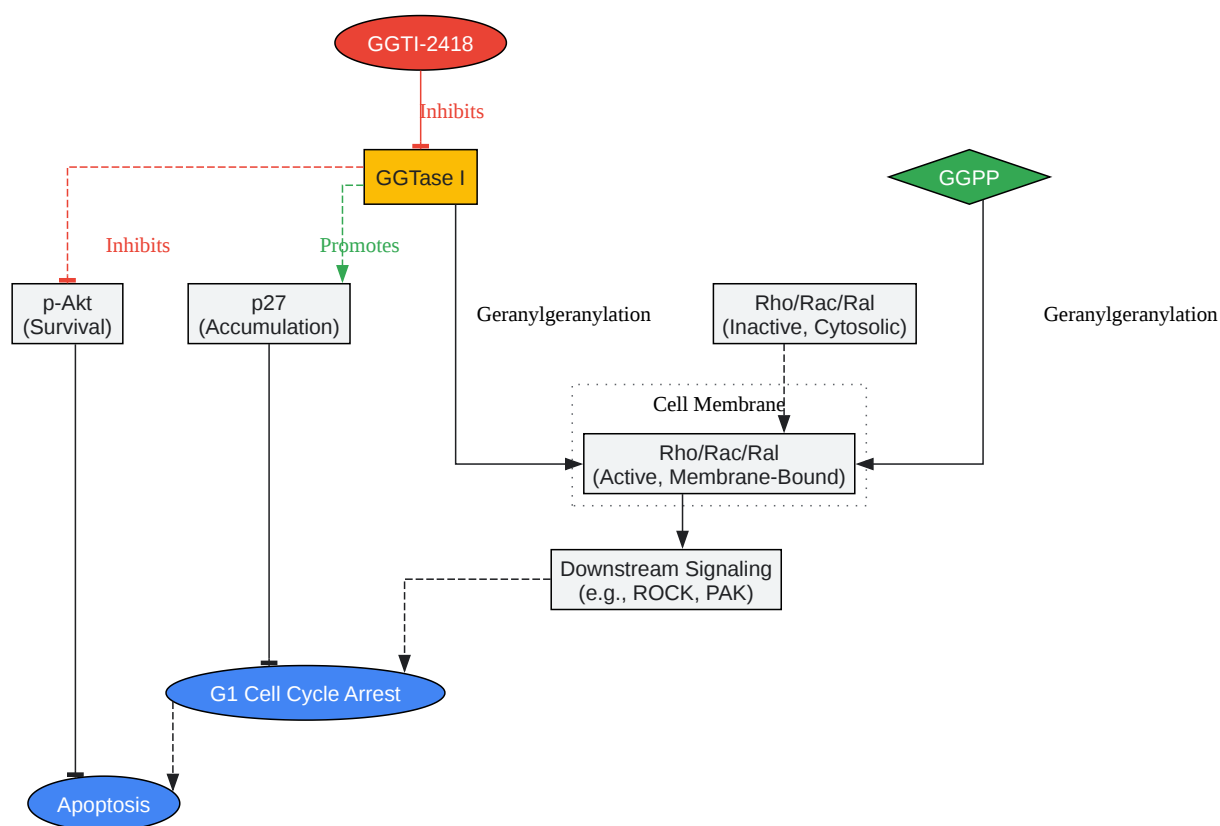 GGTI-2418
Inhibits
GGTase I
GGPP
Inhibits
Promotes
p-Akt
(Survival)
p27
(Accumulation)
Geranylgeranylation
Rho/Rac/Ral
(Inactive, Cytosolic)
Geranylgeranylation
Cell Membrane
Rho/Rac/Ral
(Active, Membrane-Bound)
Downstream Signaling
(e.g., ROCK, PAK)
G1 Cell Cycle Arrest
Apoptosis